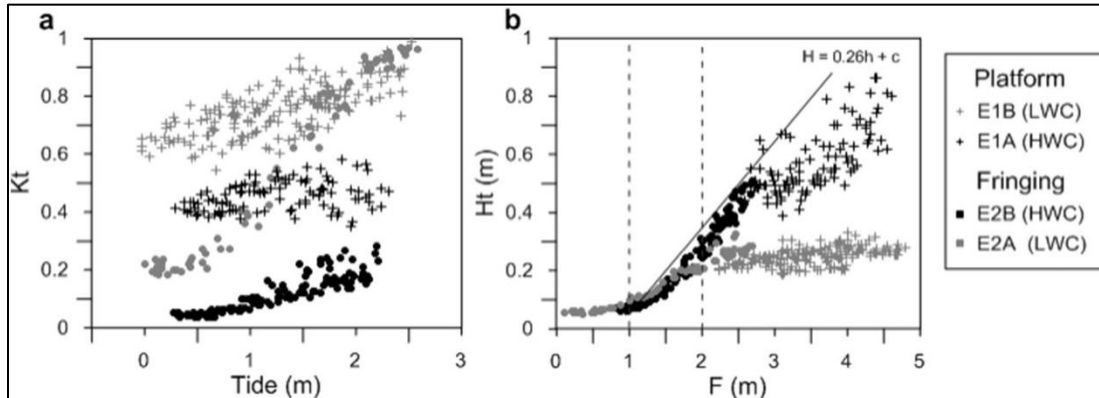 a
Kt
1
0.8
0.6
0.4
0.2
0
0 1 2 3
Tide (m)
b
Ht (m)
1
0.8
0.6
0.4
0.2
0
H = 0.26h + c
0 1 2 3 4 5
F (m)
Platform
E1B (LWC)
E1A (HWC)
Fringing
E2B (HWC)
E2A (LWC)